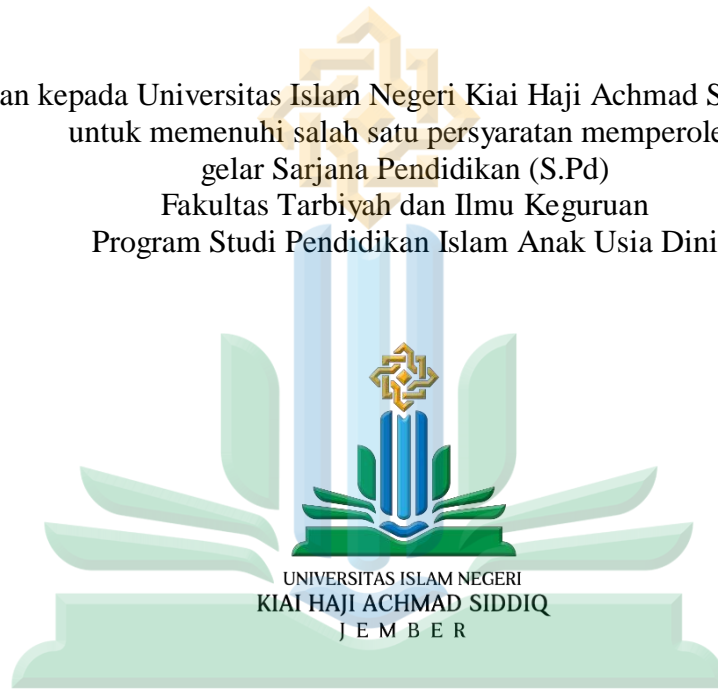 an kepada Universitas Islam Negeri Kiai Haji Achmad S
untuk memenuhi salah satu persyaratan memperole
gelar Sarjana Pendidikan (S.Pd)
Fakultas Tarbiyah dan Ilmu Keguruan
Program Studi Pendidikan Islam Anak Usia Dini
UNIVERSITAS ISLAM NEGERI
KIAI HAJI ACHMAD SIDDIQ
JEMBER